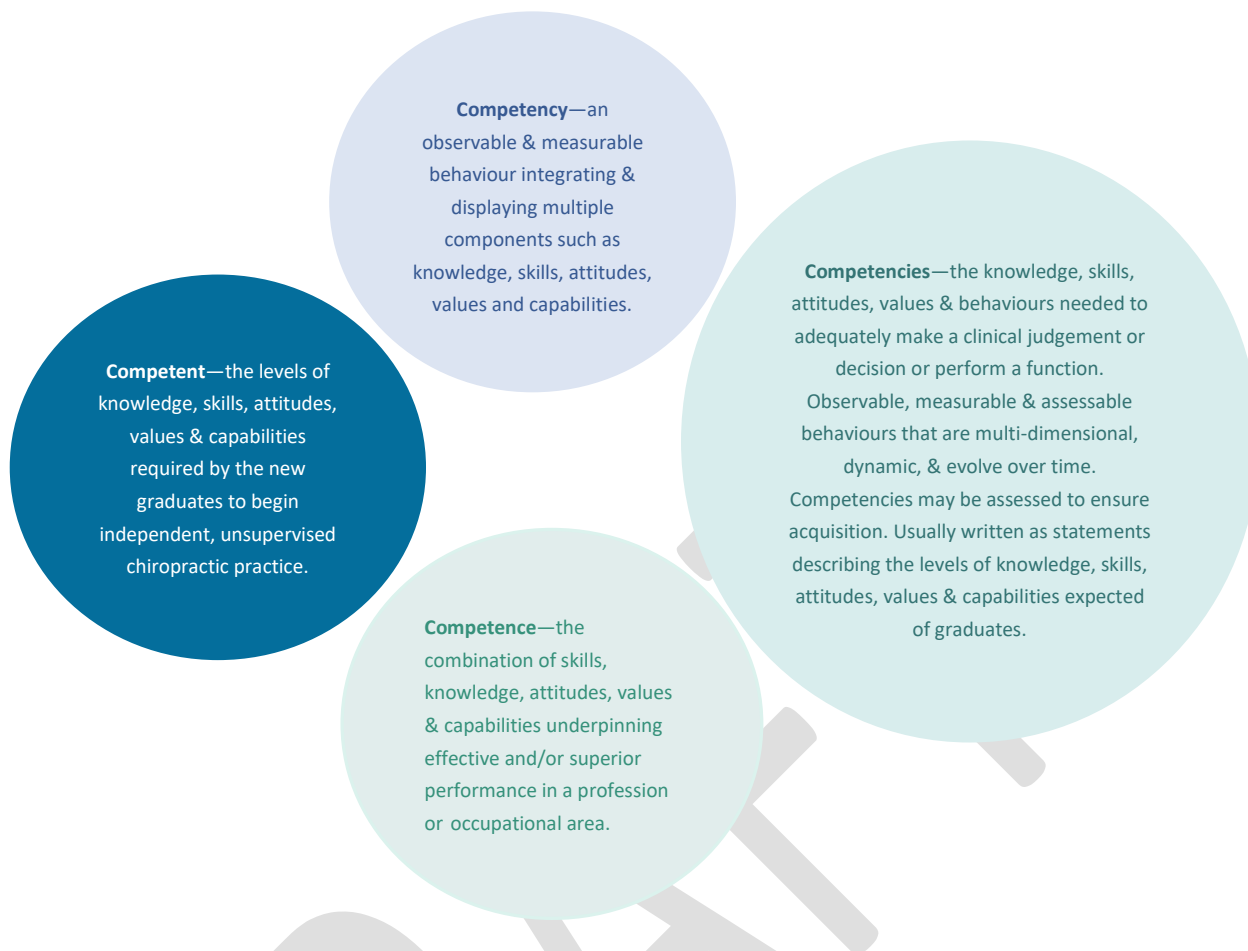 Competency—an
observable & measurable
behaviour integrating &
displaying multiple
components such as
knowledge, skills, attitudes,
values and capabilities.
Competencies—the knowledge, skills,
attitudes, values & behaviours needed to
adequately make a clinical judgement or
decision or perform a function.
Observable, measurable & assessable
behaviours that are multi-dimensional,
dynamic, & evolve over time.
Competencies may be assessed to ensure
acquisition. Usually written as statements
describing the levels of knowledge, skills,
attitudes, values & capabilities expected
of graduates.
Competent—the levels of
knowledge, skills, attitudes,
values & capabilities
required by the new
graduates to begin
independent, unsupervised
chiropractic practice.
Competence—the
combination of skills,
knowledge, attitudes, values
& capabilities underpinning
effective and/or superior
performance in a profession
or occupational area.